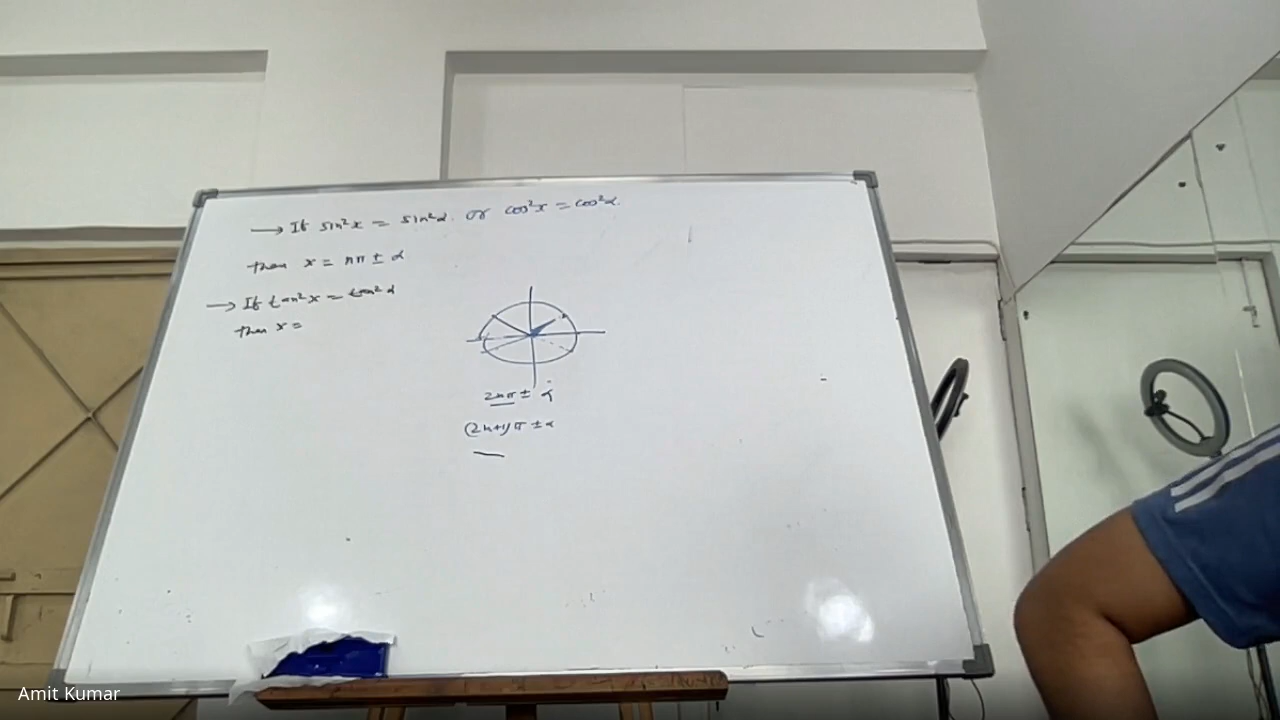 → If sin²x = sin²α or cos²x = cos²α.
then x = nπ ± α
→ If tan²x = tan²α
then x =
2nπ ± α
(2n+1)π ± α
Amit Kumar